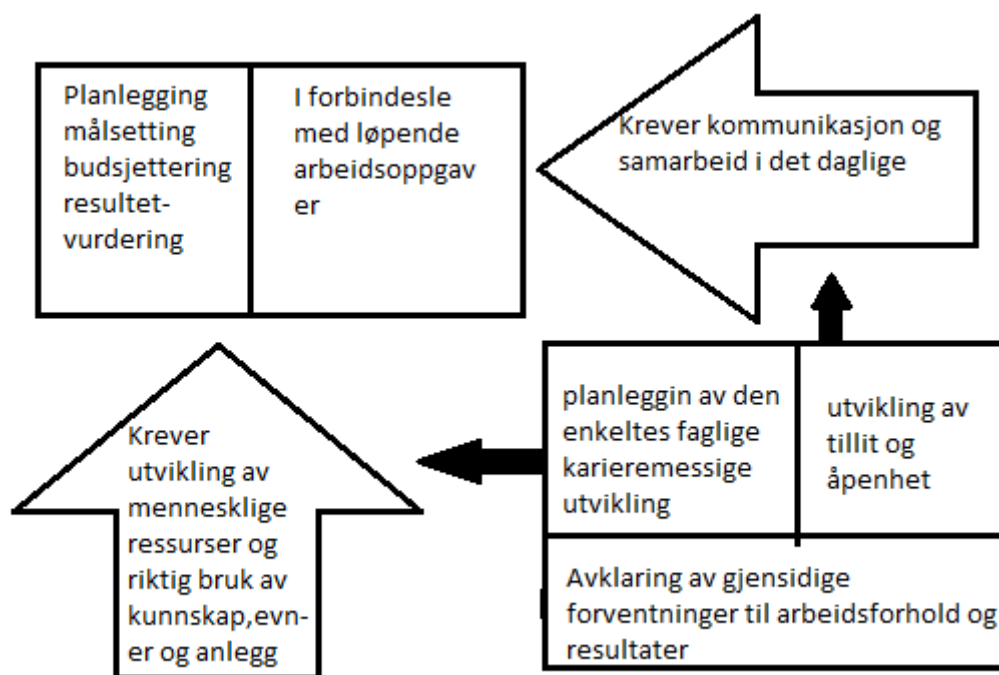 Planlegging
målsetting
budsjettering
resultet-
vurdering
I forbindesle
med løpende
arbeidsoppgav
er
Krever kommunikasjon og
samarbeid i det daglige
Krever
utvikling av
mennesklige
ressurser og
riktig bruk av
kunnskap,evn-
er og anlegg
planleggin av den
enkeltes faglige
karieremessige
utvikling
utvikling av
tillit og
åpenhet
Avklaring av gjensidige
forventninger til arbeidsforhold og
resultater